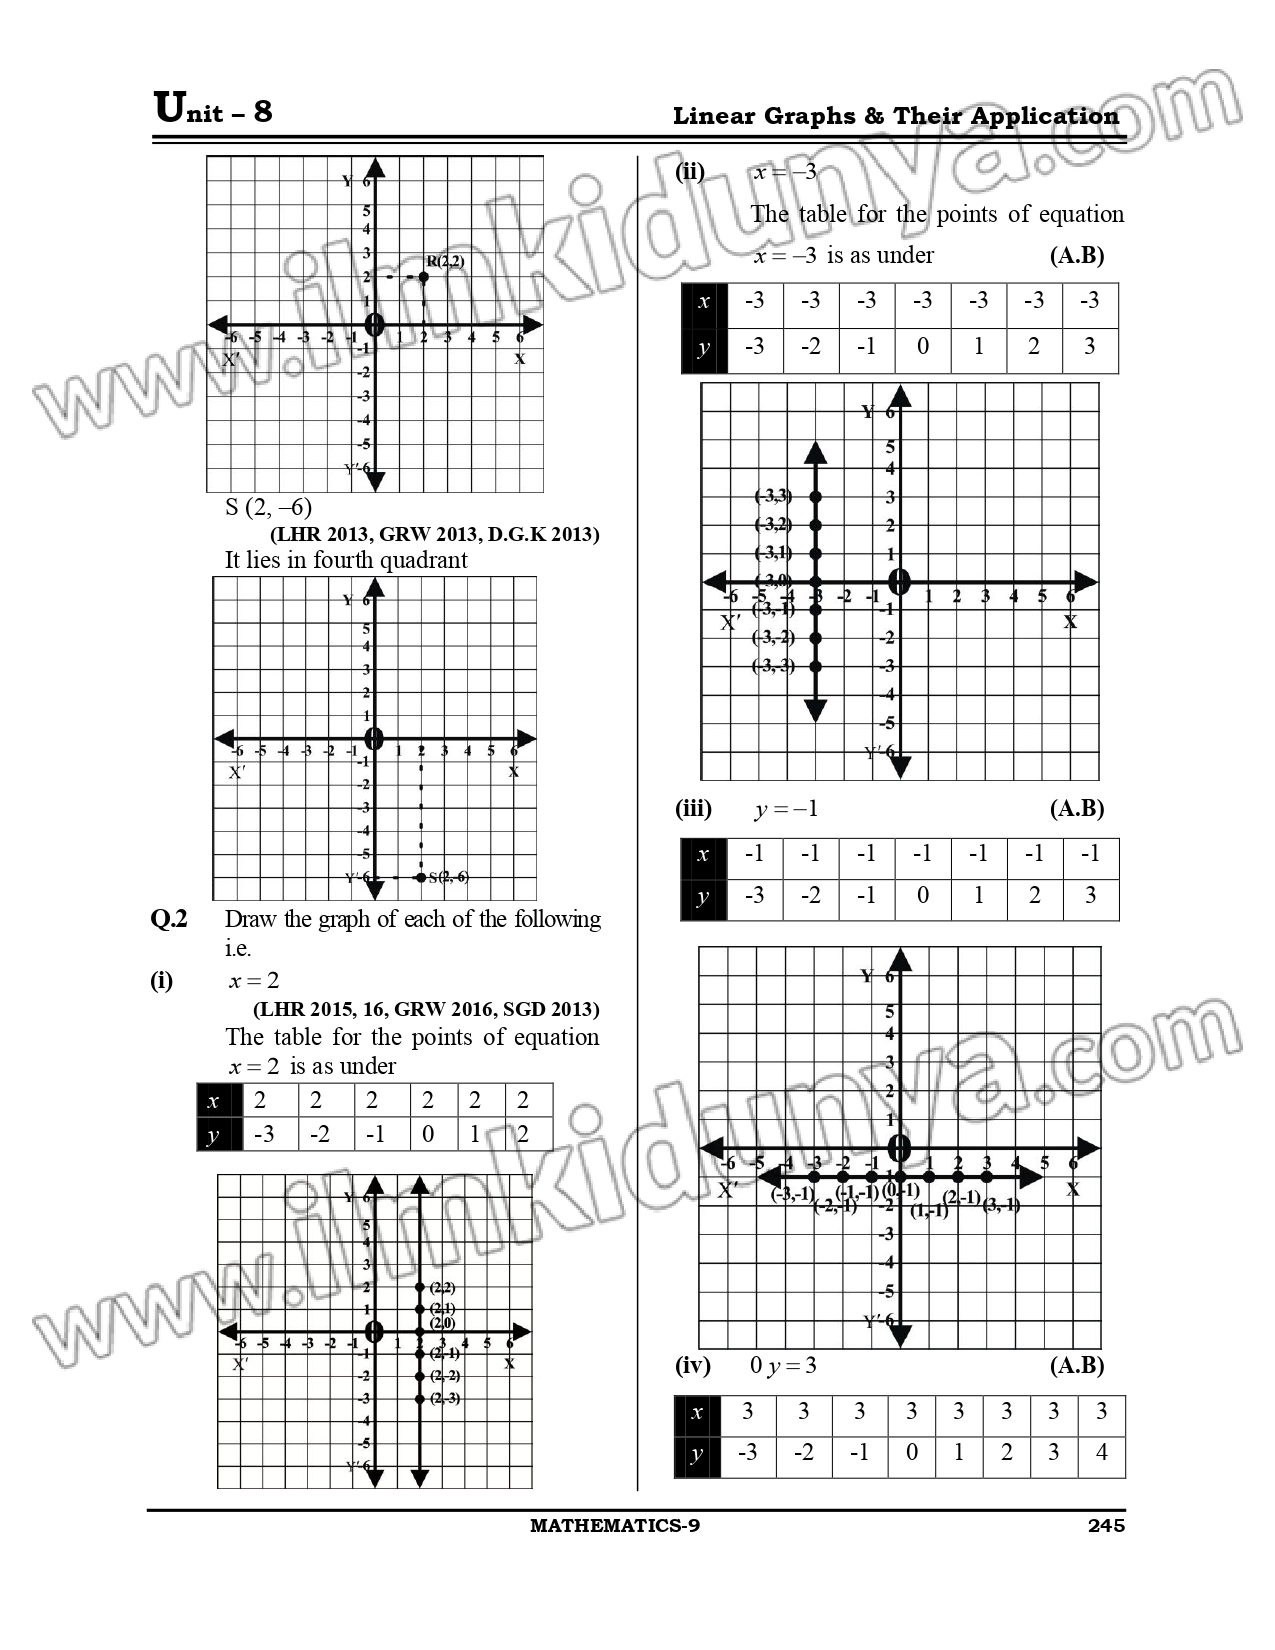 Unit – 8
Linear Graphs & Their Application
Y 6
5
4
3
R(2,2)
2
1
O
-6 -5 -4 -3 -2 -1 1 2 3 4 5 6
X′ X
-1
-2
-3
-4
-5
Y′-6
S (2, –6)
(LHR 2013, GRW 2013, D.G.K 2013)
It lies in fourth quadrant
Y 6
5
4
3
2
1
O
-6 -5 -4 -3 -2 -1 1 2 3 4 5 6
X′ X
-1
-2
-3
-4
-5
Y′-6 S(2,-6)
Q.2 Draw the graph of each of the following
i.e.
(i) x = 2
(LHR 2015, 16, GRW 2016, SGD 2013)
The table for the points of equation
x = 2 is as under
x 2 2 2 2 2 2
y -3 -2 -1 0 1 2
Y 6
5
4
3
2 (2,2)
1 (2,1)
(2,0)
O
-6 -5 -4 -3 -2 -1 1 2 3 4 5 6
X′ X
-1 (2,-1)
-2 (2,-2)
-3 (2,-3)
-4
-5
Y′-6
(ii) x = –3
The table for the points of equation
x = –3 is as under (A.B)
x -3 -3 -3 -3 -3 -3 -3
y -3 -2 -1 0 1 2 3
Y 6
5
4
(-3,3) 3
(-3,2) 2
(-3,1) 1
(-3,0) O
-6 -5 -4 -3 -2 -1 1 2 3 4 5 6
(-3,-1) -1
X′ X
(-3,-2) -2
(-3,-3) -3
-4
-5
Y′-6
(iii) y = –1 (A.B)
x -1 -1 -1 -1 -1 -1 -1
y -3 -2 -1 0 1 2 3
Y 6
5
4
3
2
1
O
-6 -5 -4 -3 -2 -1 1 2 3 4 5 6
-1
X′ (-3,-1) (-1,-1) (0,-1) (2,-1) X
(-2,-1) -2 (1,-1) (3,-1)
-3
-4
-5
Y′-6
(iv) 0 y = 3 (A.B)
x 3 3 3 3 3 3 3 3
y -3 -2 -1 0 1 2 3 4
MATHEMATICS-9
245
www.ilmkidunya.com
www.ilmkidunya.com